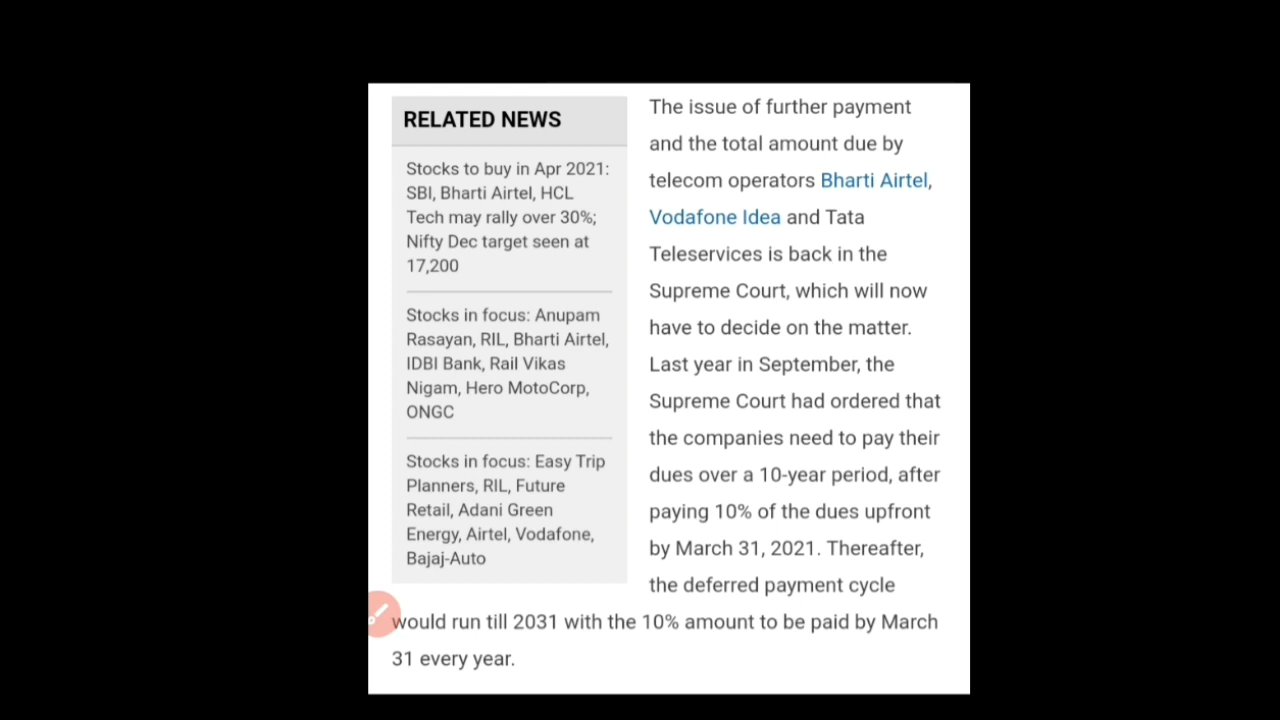 RELATED NEWS
Stocks to buy in Apr 2021:
SBI, Bharti Airtel, HCL
Tech may rally over 30%;
Nifty Dec target seen at
17,200
Stocks in focus: Anupam
Rasayan, RIL, Bharti Airtel,
IDBI Bank, Rail Vikas
Nigam, Hero MotoCorp,
ONGC
Stocks in focus: Easy Trip
Planners, RIL, Future
Retail, Adani Green
Energy, Airtel, Vodafone,
Bajaj-Auto
The issue of further payment
and the total amount due by
telecom operators Bharti Airtel,
Vodafone Idea and Tata
Teleservices is back in the
Supreme Court, which will now
have to decide on the matter.
Last year in September, the
Supreme Court had ordered that
the companies need to pay their
dues over a 10-year period, after
paying 10% of the dues upfront
by March 31, 2021. Thereafter,
the deferred payment cycle
would run till 2031 with the 10% amount to be paid by March
31 every year.